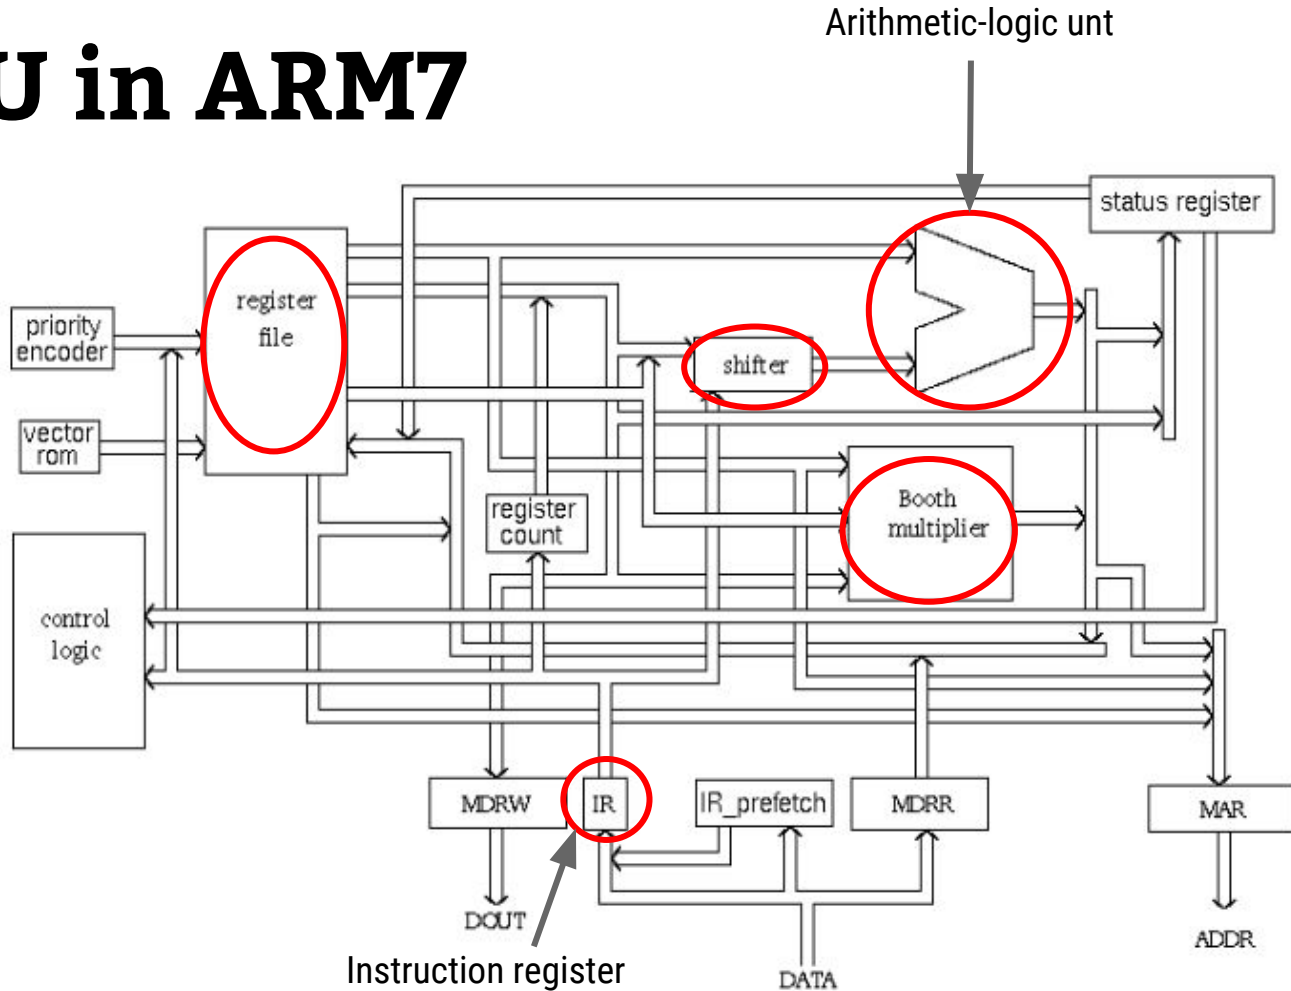 Arithmetic-logic unt
U in ARM7
status register
register
file
priority
encoder
shifter
vector
rom
Booth
multiplier
register
count
control
logic
MDRW
IR
IR_prefetch
MDRR
MAR
DOUT
ADDR
Instruction register
DATA